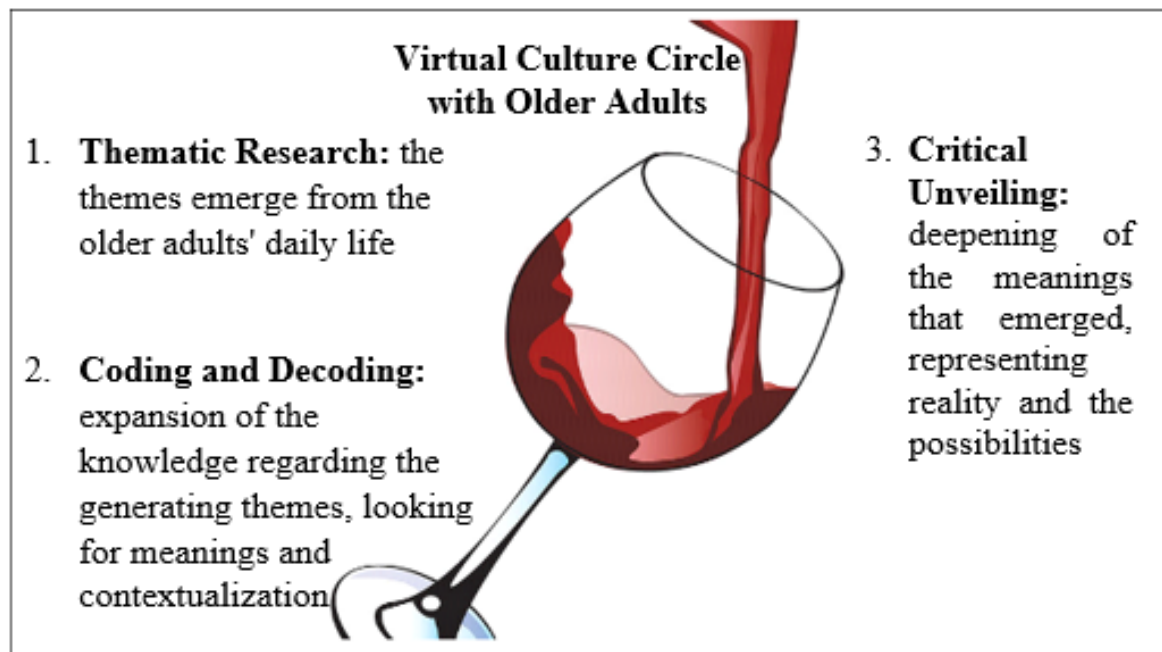 Virtual Culture Circle
with Older Adults
1. Thematic Research: the
themes emerge from the
older adults' daily life
2. Coding and Decoding:
expansion of the
knowledge regarding the
generating themes, looking
for meanings and
contextualization
3. Critical
Unveiling:
deepening of
the meanings
that emerged,
representing
reality and the
possibilities